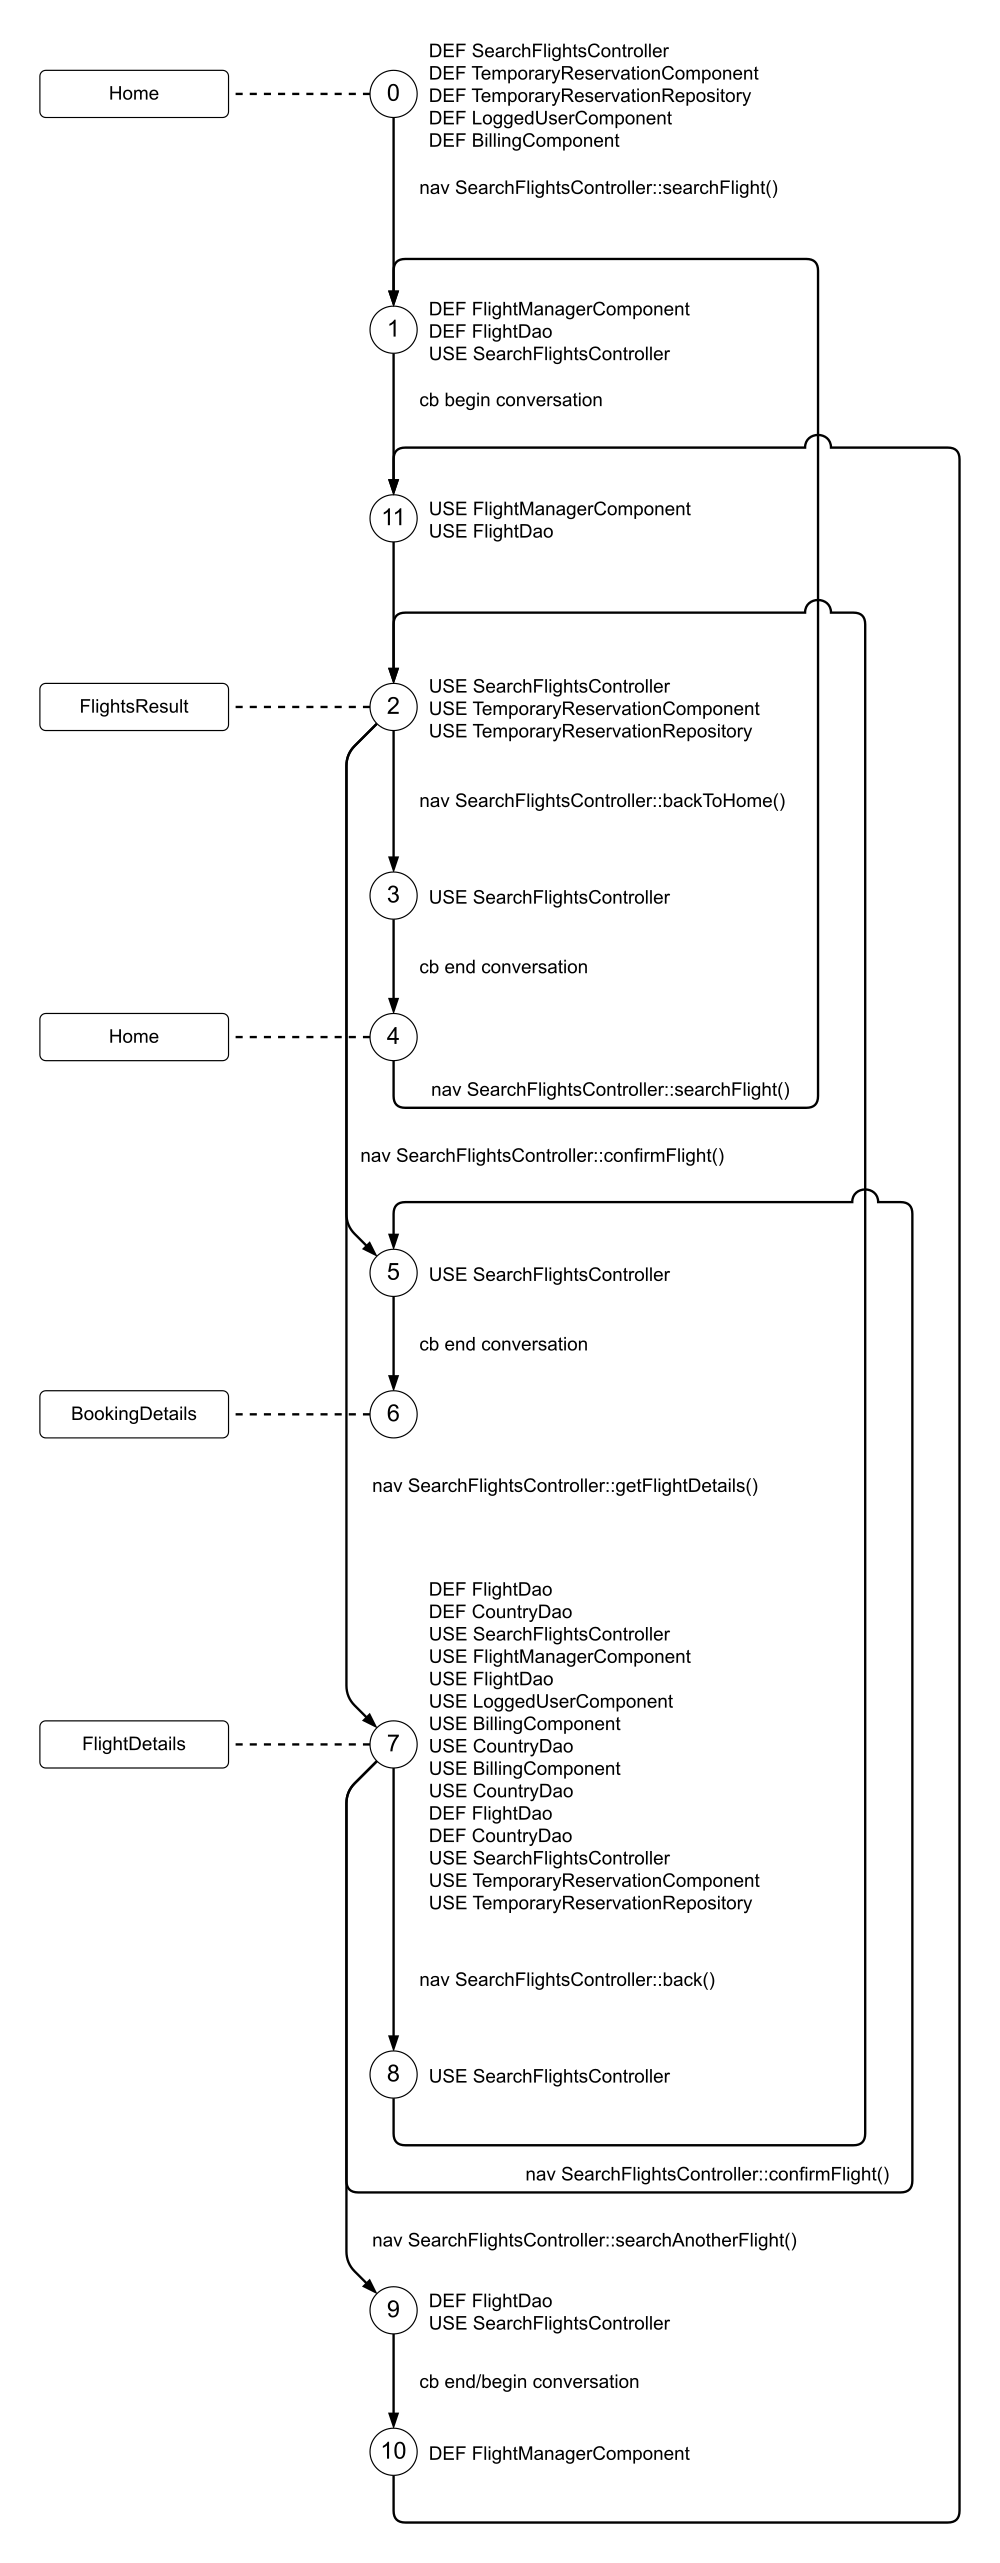 DEF SearchFlightsController
DEF TemporaryReservationComponent
Home
0
DEF TemporaryReservationRepository
DEF LoggedUserComponent
DEF BillingComponent
nav SearchFlightsController::searchFlight()
DEF FlightManagerComponent
1
DEF FlightDao
USE SearchFlightsController
cb begin conversation
11
USE FlightManagerComponent
USE FlightDao
USE SearchFlightsController
FlightsResult
2
USE TemporaryReservationComponent
USE TemporaryReservationRepository
nav SearchFlightsController::backToHome()
3
USE SearchFlightsController
cb end conversation
Home
4
nav SearchFlightsController::searchFlight()
nav SearchFlightsController::confirmFlight()
5
USE SearchFlightsController
cb end conversation
BookingDetails
6
nav SearchFlightsController::getFlightDetails()
DEF FlightDao
DEF CountryDao
USE SearchFlightsController
USE FlightManagerComponent
USE FlightDao
USE LoggedUserComponent
USE BillingComponent
FlightDetails
7
USE CountryDao
USE BillingComponent
USE CountryDao
DEF FlightDao
DEF CountryDao
USE SearchFlightsController
USE TemporaryReservationComponent
USE TemporaryReservationRepository
nav SearchFlightsController::back()
8
USE SearchFlightsController
nav SearchFlightsController::confirmFlight()
nav SearchFlightsController::searchAnotherFlight()
9
DEF FlightDao
USE SearchFlightsController
cb end/begin conversation
10
DEF FlightManagerComponent